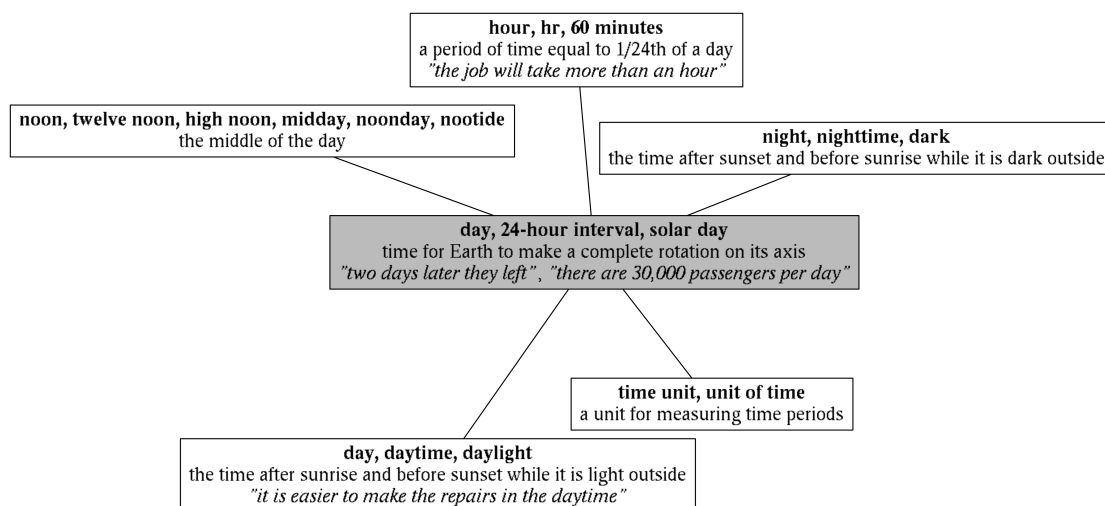 hour, hr, 60 minutes
a period of time equal to 1/24th of a day
"the job will take more than an hour"
noon, twelve noon, high noon, midday, noonday, nootide
the middle of the day
night, nighttime, dark
the time after sunset and before sunrise while it is dark outside
day, 24-hour interval, solar day
time for Earth to make a complete rotation on its axis
"two days later they left", "there are 30,000 passengers per day"
time unit, unit of time
a unit for measuring time periods
day, daytime, daylight
the time after sunrise and before sunset while it is light outside
"it is easier to make the repairs in the daytime"